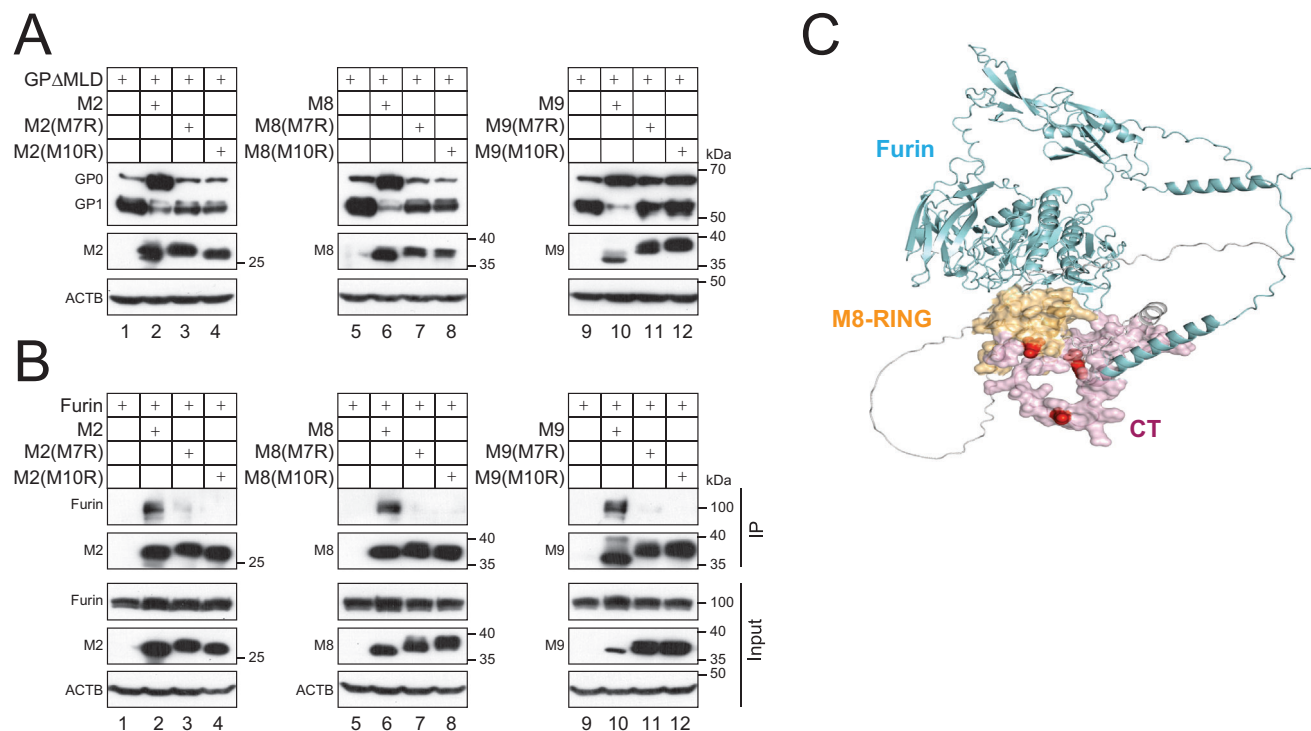 A
GPΔMLD + + + + + + + + + + + +
M2 + M8 + M9 +
M2(M7R) + M8(M7R) + M9(M7R) +
M2(M10R) + M8(M10R) + M9(M10R) + kDa
GP0 70
GP1 50
M2 25 M8 40 35 M9 40 35
50
ACTB
1 2 3 4 5 6 7 8 9 10 11 12
B
Furin + + + + + + + + + + + +
M2 + M8 + M9 +
M2(M7R) + M8(M7R) + M9(M7R) +
M2(M10R) + M8(M10R) + M9(M10R) + kDa
Furin 100
M2 25 M8 40 35 M9 40 35
IP
Furin 100
M2 25 M8 40 35 M9 40 35
50
Input
ACTB ACTB
1 2 3 4 5 6 7 8 9 10 11 12
C
Furin
M8-RING
CT